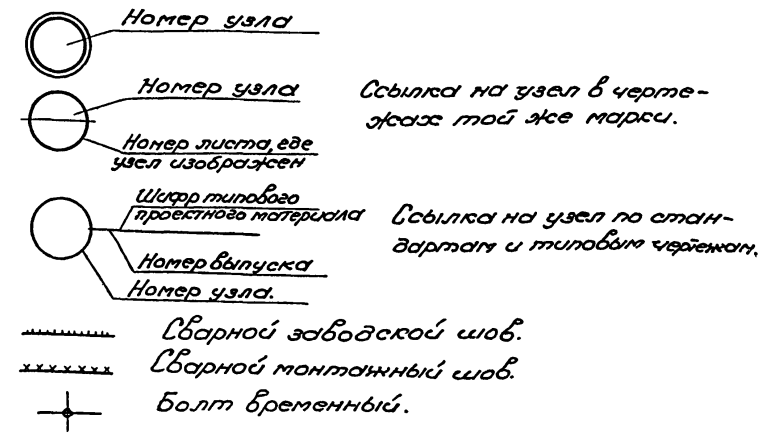 Номер узла
Номер узла
Ссылка на узел в черте-
жах той же марки.
Номер листа, где
узел изображен
Шифр типового
проектного материала
Ссылка на узел по стан-
дартам и типовым чертежам.
Номер выпуска
Номер узла.
Сварной заводской шов.
Сварной монтажный шов.
Болт временный.